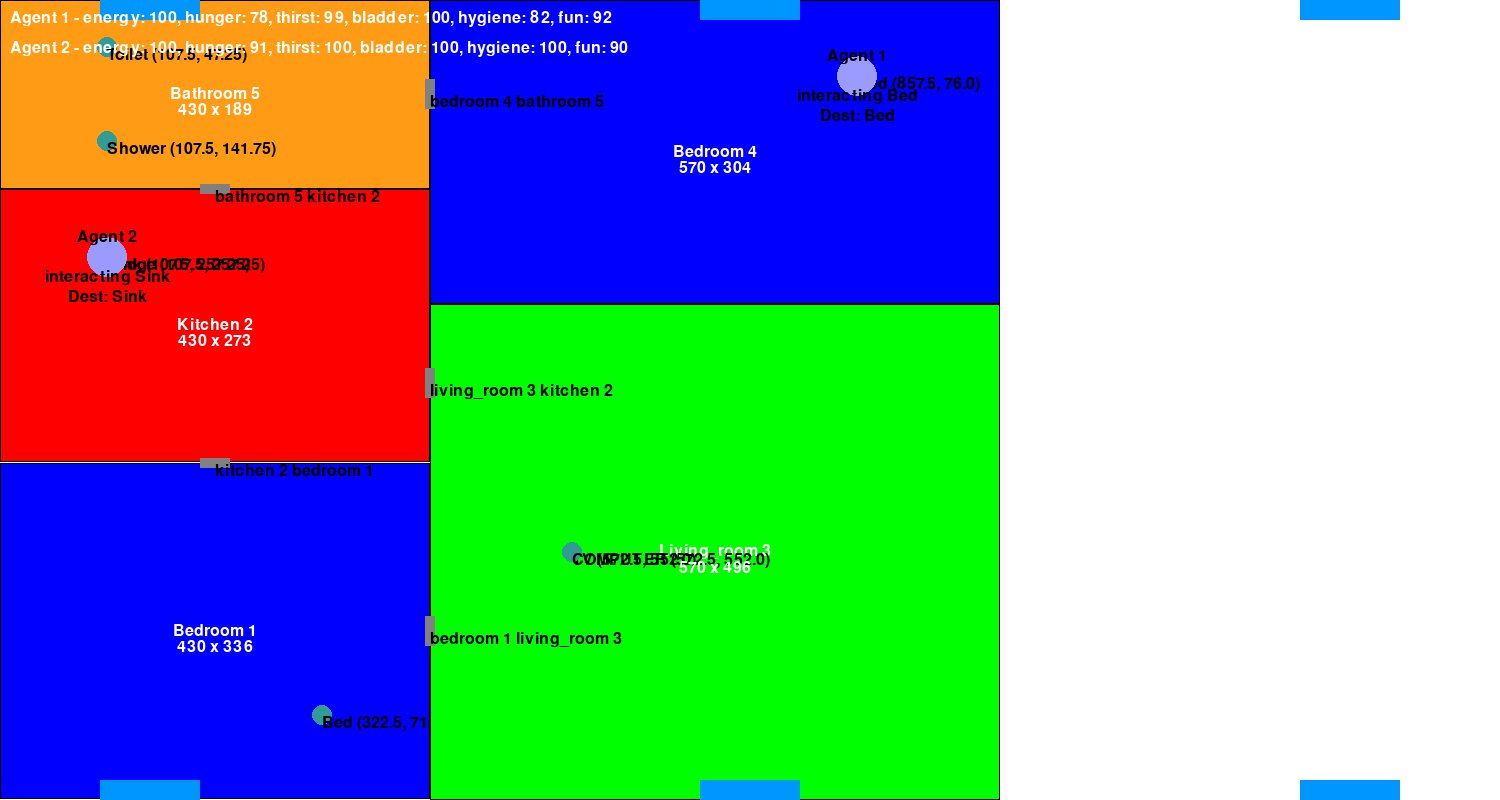 Agent 1 - energy: 100, hunger: 78, thirst: 99, bladder: 100, hygiene: 82, fun: 92
Agent 2 - energy: 100, hunger: 91, thirst: 100, bladder: 100, hygiene: 100, fun: 90
Toilet (107.5, 47.25)
Bathroom 5
430 x 189
bedroom 4 bathroom 5
Shower (107.5, 141.75)
bathroom 5 kitchen 2
Agent 1
(857.5, 76.0)
interacting Bed
Dest: Bed
Bedroom 4
570 x 304
Agent 2
interacting Sink
Dest: Sink
Kitchen 2
430 x 273
living_room 3 kitchen 2
kitchen 2 bedroom 1
Living_room 3
570 x 496
Bedroom 1
430 x 336
bedroom 1 living_room 3
Bed (322.5, 71